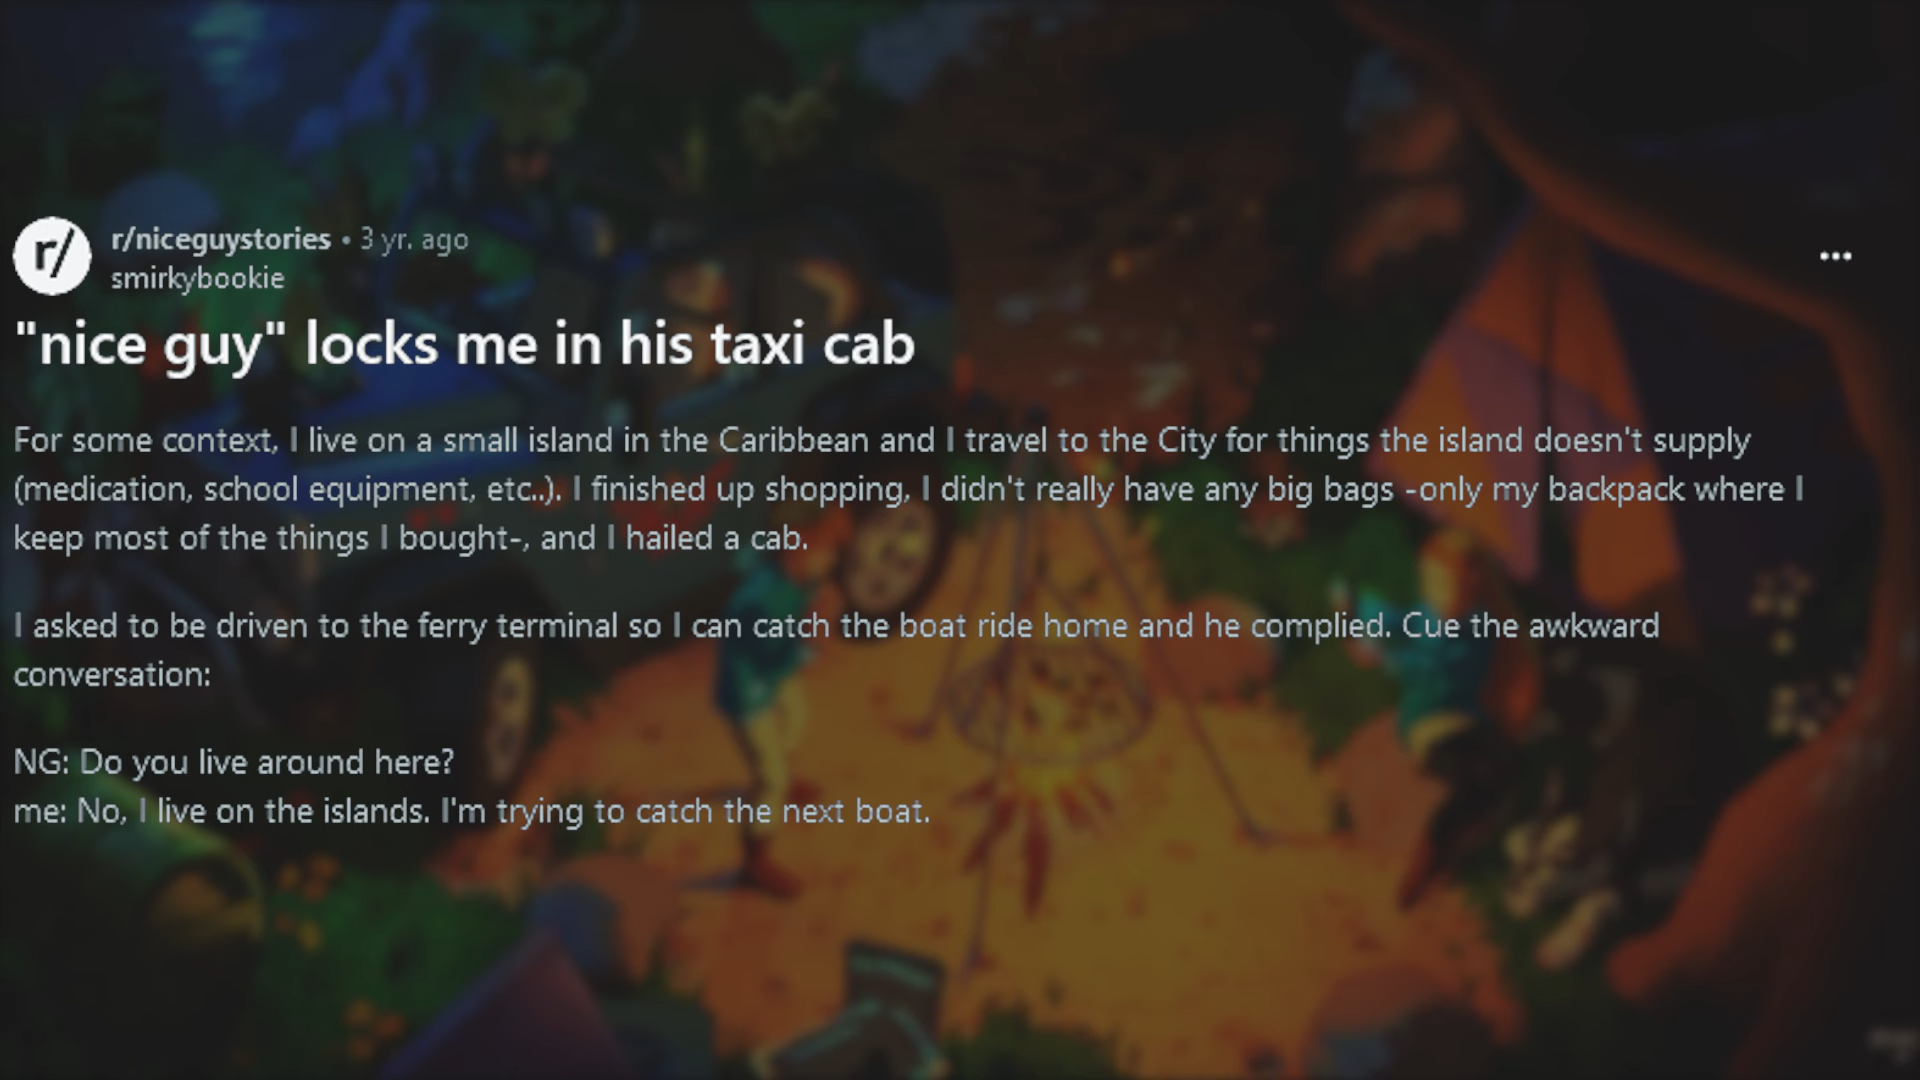 r/
r/niceguystories • 3 yr. ago
smirkybookie
"nice guy" locks me in his taxi cab
For some context, I live on a small island in the Caribbean and I travel to the City for things the island doesn't supply
(medication, school equipment, etc..). I finished up shopping, I didn't really have any big bags -only my backpack where I
keep most of the things I bought-, and I hailed a cab.
I asked to be driven to the ferry terminal so I can catch the boat ride home and he complied. Cue the awkward
conversation:
NG: Do you live around here?
me: No, I live on the islands. I'm trying to catch the next boat.